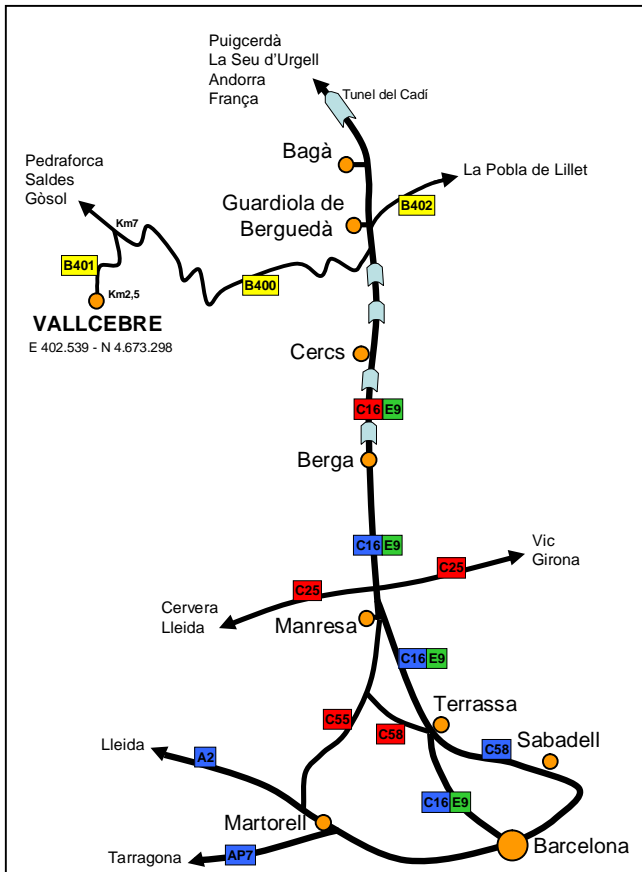 Puigcerdà
La Seu d'Urgell
Andorra
França
Tunel del Cadí
Bagà
La Pobla de Lillet
Pedraforca
Saldes
Gòsol
Guardiola de
Berguedà
B402
Km7
B401
B400
Km2,5
VALLCEBRE
E 402.539 - N 4.673.298
Cercs
C16 E9
Berga
C16 E9
Vic
Girona
C25
C25
Cervera
Lleida
Manresa
C16 E9
Terrassa
C55
C58
Sabadell
C58
Lleida
A2
C16 E9
Martorell
Barcelona
Tarragona
AP7